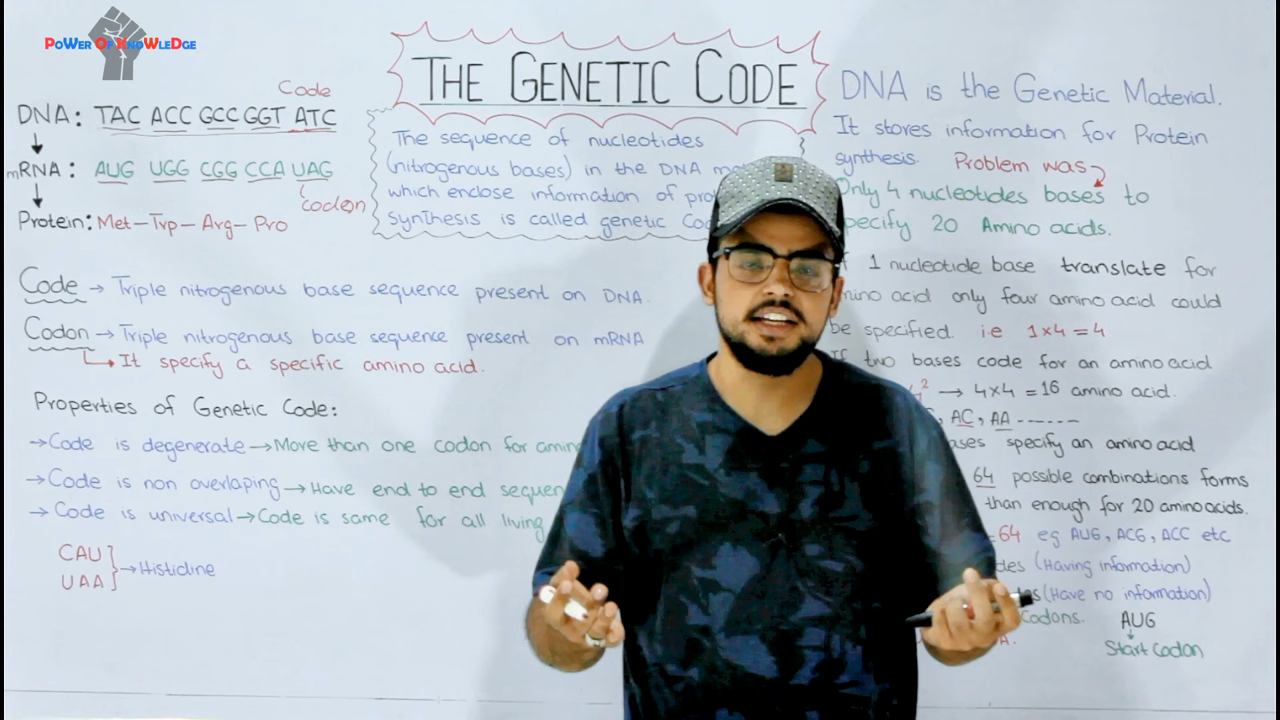 PoWer Of KnoWleDge
THE GENETIC CODE
Code
DNA: TAC ACC GCC GGT ATC
mRNA: AUG UGG CGG CCA UAG
codon
Protein: Met-Trp-Arg-Pro
The sequence of nucleotides
(nitrogenous bases) in the DNA
which enclose information of
synthesis is called genetic
Code → Triple nitrogenous base sequence present on DNA.
Codon → Triple nitrogenous base sequence present on mRNA
It specify a specific amino acid.
Properties of Genetic Code:
→Code is degenerate→More than one codon for
→Code is non overlaping→Have end to end
→Code is universal→Code is same for all living
CAU
UAA
}→Histidine
DNA is the Genetic Material.
It stores information for Protein
synthesis. Problem was
Only 4 nucleotides bases to
specify 20 Amino acids.
1 nucleotide base translate for
amino acid only four amino acid could
be specified. i.e 1x4=4
If two bases code for an amino acid
→ 4x4=16 amino acid.
, AC, AA ------
specify an amino acid
64 possible combinations forms
than enough for 20 amino acids.
=64 eg AUG, ACG, ACC etc
(Having information)
(Have no information)
Codons. AUG
Start Codon